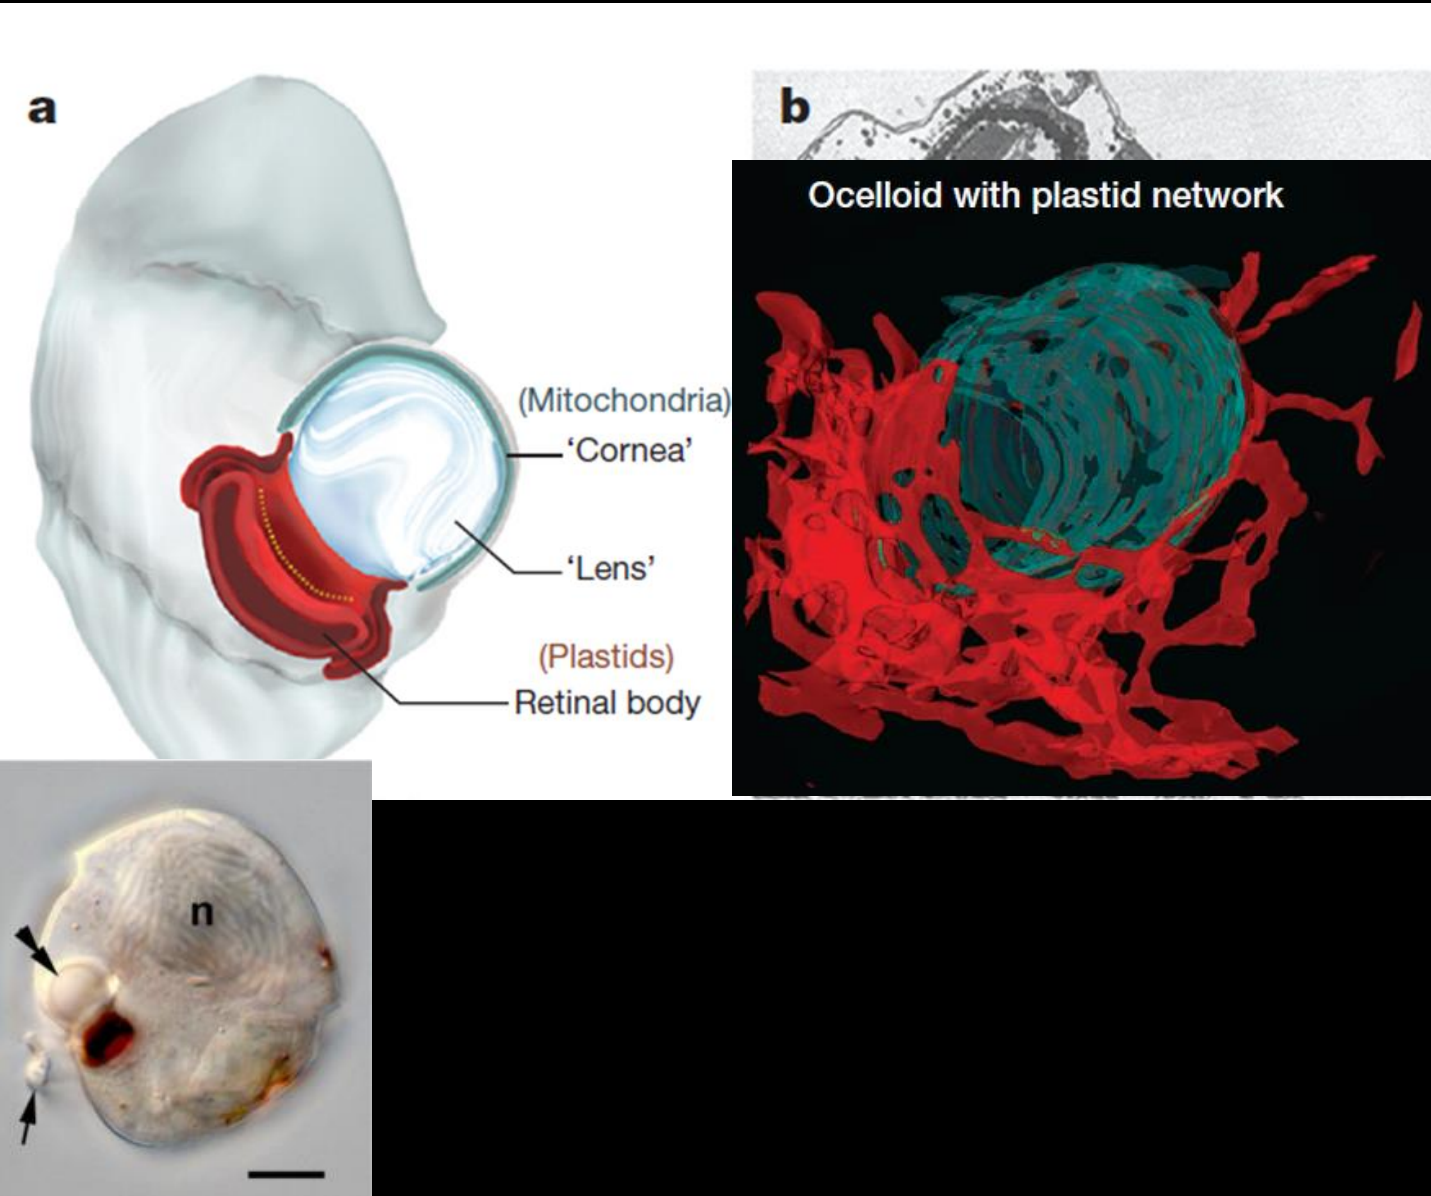 a
b
Ocelloid with plastid network
(Mitochondria)
‘Cornea’
‘Lens’
(Plastids)
Retinal body
n